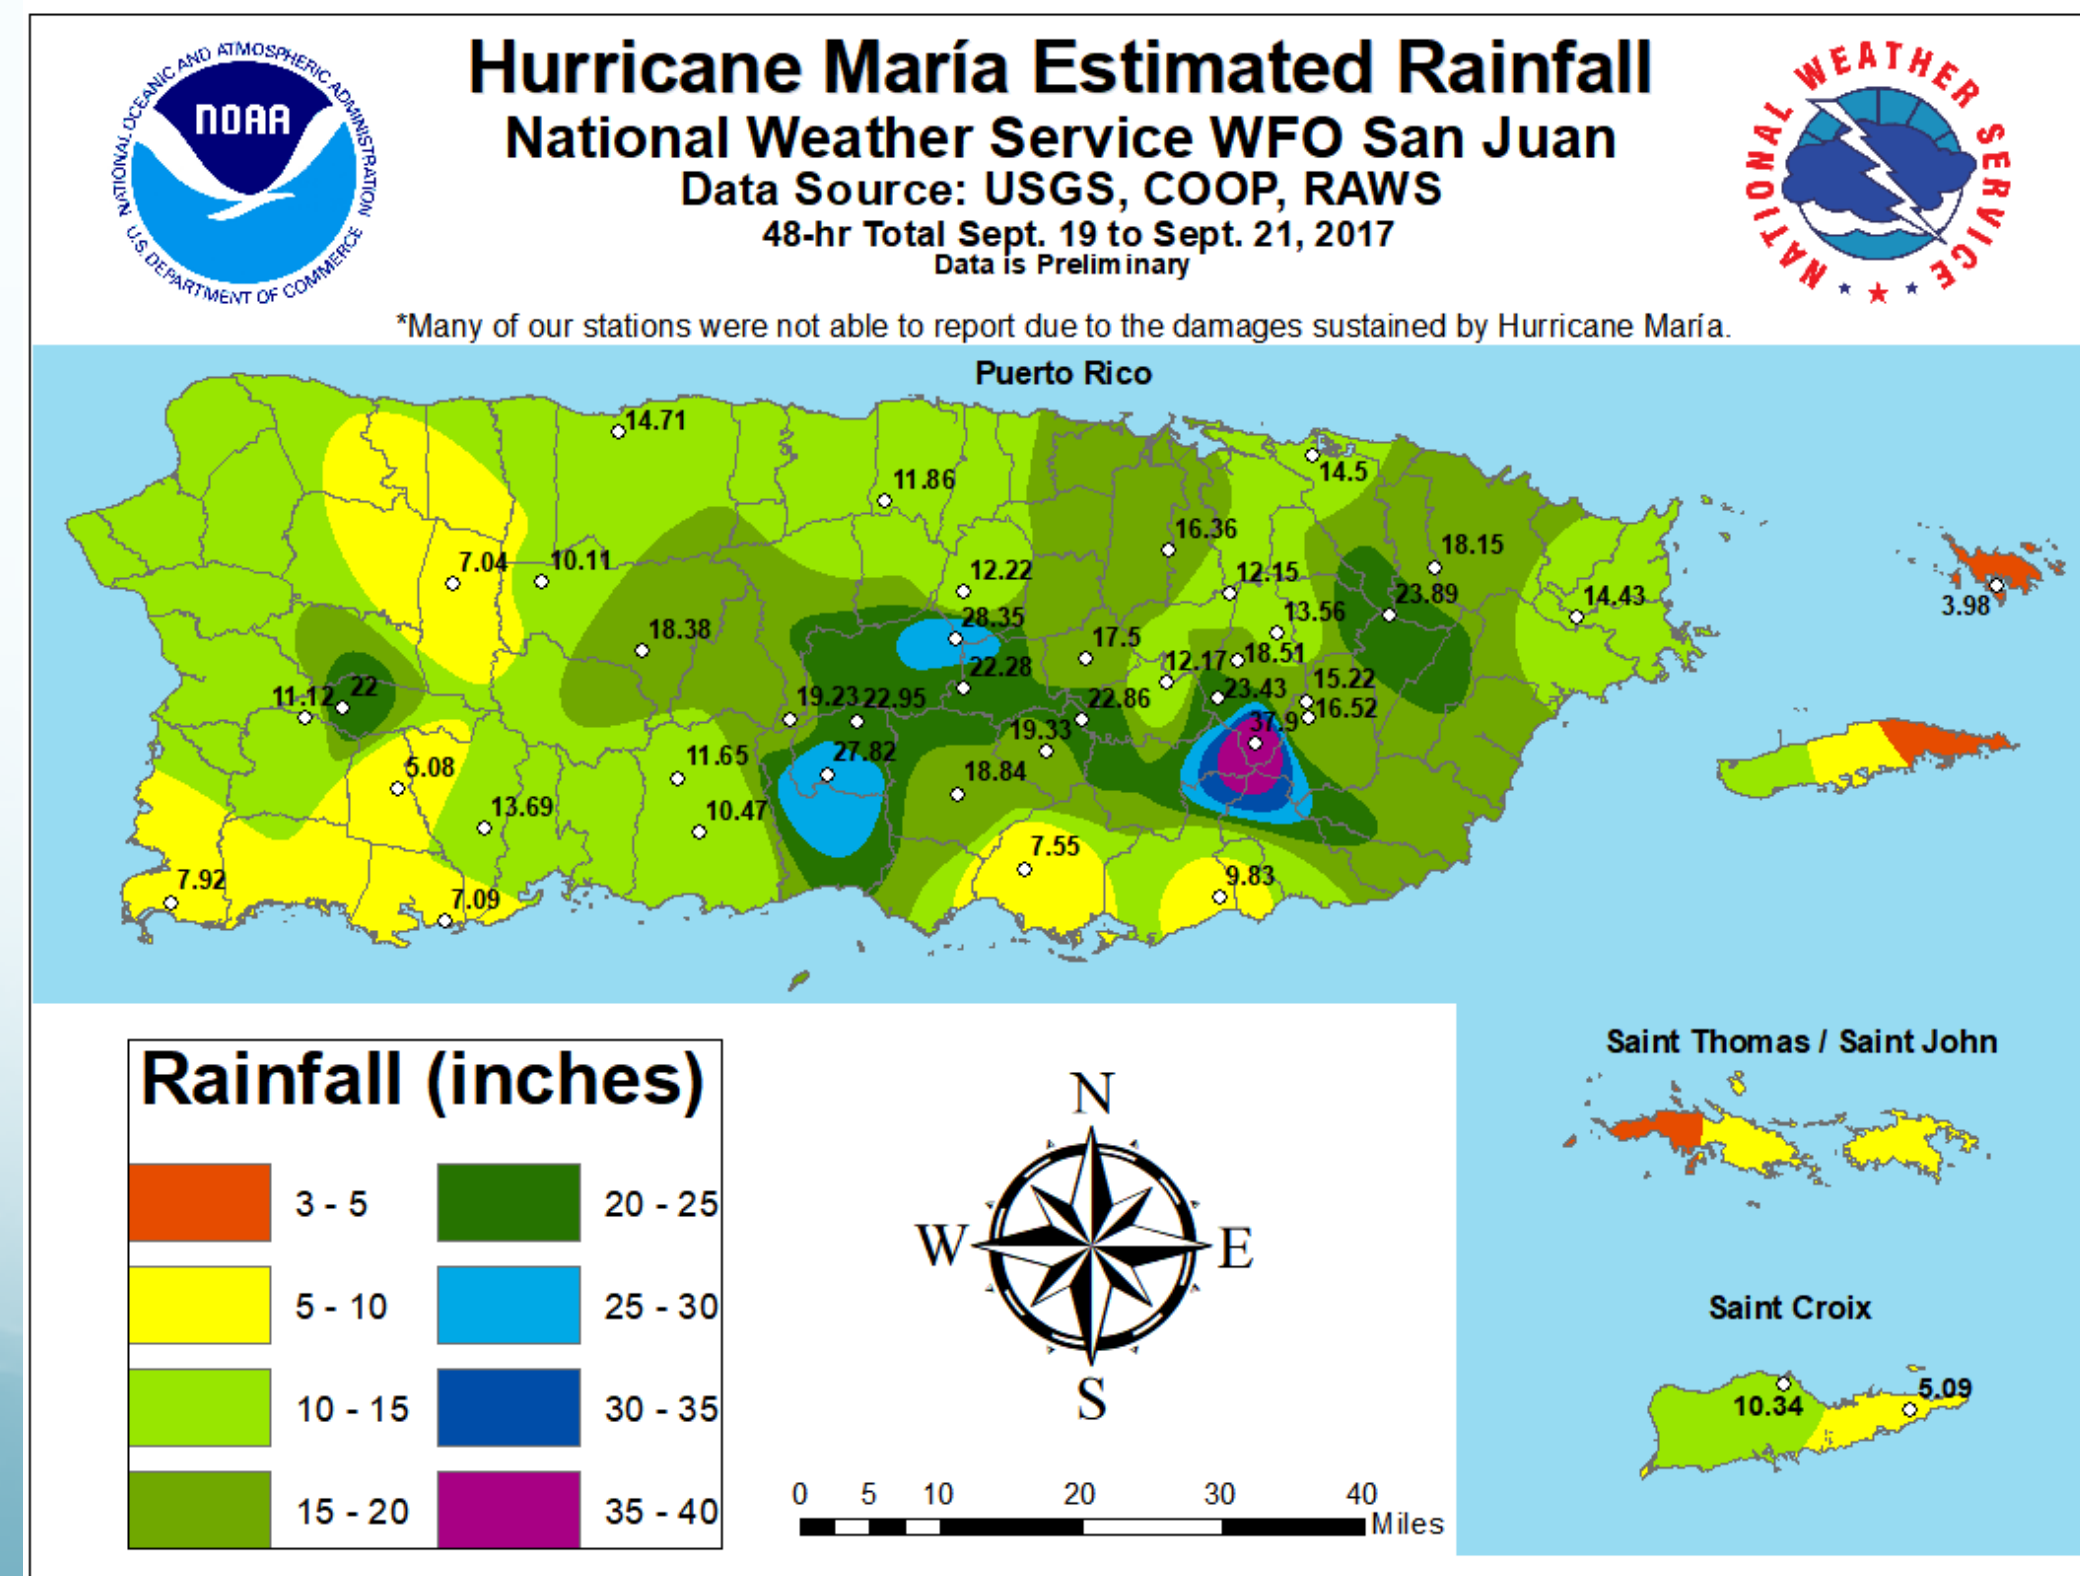 NATIONAL OCEANIC AND ATMOSPHERIC ADMINISTRATION
U.S. DEPARTMENT OF COMMERCE
NOAA
Hurricane María Estimated Rainfall
National Weather Service WFO San Juan
Data Source: USGS, COOP, RAWS
48-hr Total Sept. 19 to Sept. 21, 2017
Data is Preliminary
NATIONAL WEATHER SERVICE
*Many of our stations were not able to report due to the damages sustained by Hurricane María.
Puerto Rico
14.71
14.5
11.86
16.36
18.15
7.04
10.11
12.22
12.15
23.89
14.43
3.98
28.35
13.56
18.38
17.5
18.51
12.17
22.28
11.12
22
19.23
22.95
22.86
23.43
15.22
16.52
37.9
19.33
27.82
11.65
5.08
18.84
13.69
10.47
7.55
7.92
7.09
9.83
Rainfall (inches)
3 - 5
20 - 25
5 - 10
25 - 30
10 - 15
30 - 35
15 - 20
35 - 40
N
W
E
S
0 5 10 20 30 40
Miles
Saint Thomas / Saint John
Saint Croix
10.34
5.09